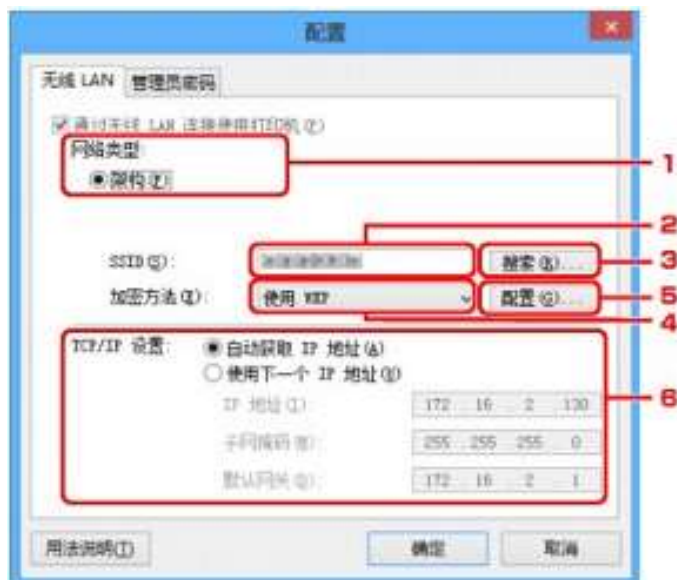 配置
无线 LAN 管理员密码
通过无线 LAN 连接使用打印机(P)
网络类型:
架构(F) 1
2
SSID(S): 搜索(R)... 3
加密方法(E): 使用 WEP 配置(G)... 5
4
TCP/IP 设置: 自动获取 IP 地址(A)
使用下一个 IP 地址(U)
IP 地址(I) 172 16 2 130 6
子网掩码(B) 255 255 255 0
默认网关(D) 172 16 2 1
用法说明(I) 确定 取消